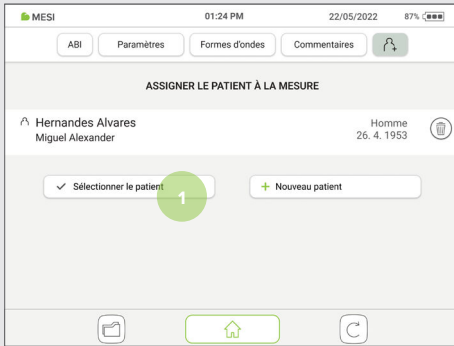 MESI 01:24 PM 22/05/2022 87%
ABI Paramètres Formes d'ondes Commentaires
ASSIGNER LE PATIENT À LA MESURE
Hernandes Alvares Homme
Miguel Alexander 26. 4. 1953
Sélectionner le patient + Nouveau patient
1